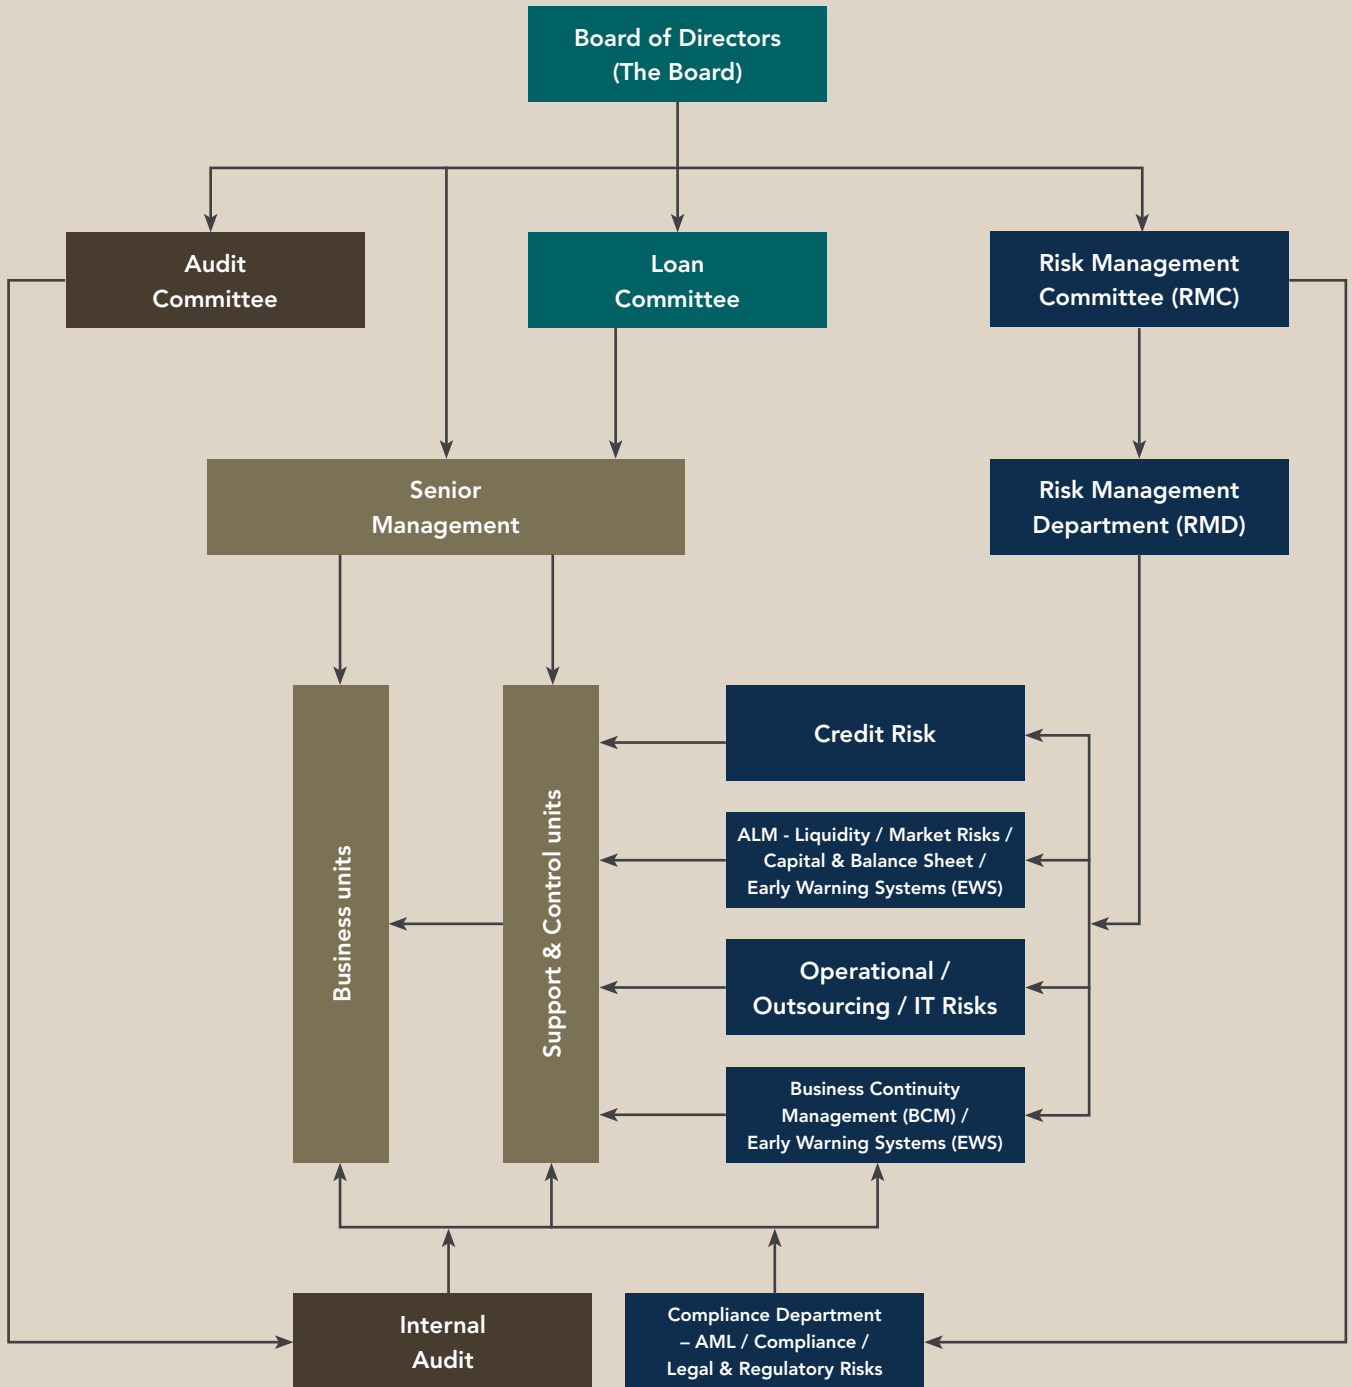 Board of Directors
(The Board)
Audit
Committee
Loan
Committee
Risk Management
Committee (RMC)
Senior
Management
Risk Management
Department (RMD)
Business units
Support & Control units
Credit Risk
ALM - Liquidity / Market Risks /
Capital & Balance Sheet /
Early Warning Systems (EWS)
Operational /
Outsourcing / IT Risks
Business Continuity
Management (BCM) /
Early Warning Systems (EWS)
Internal
Audit
Compliance Department
– AML / Compliance /
Legal & Regulatory Risks